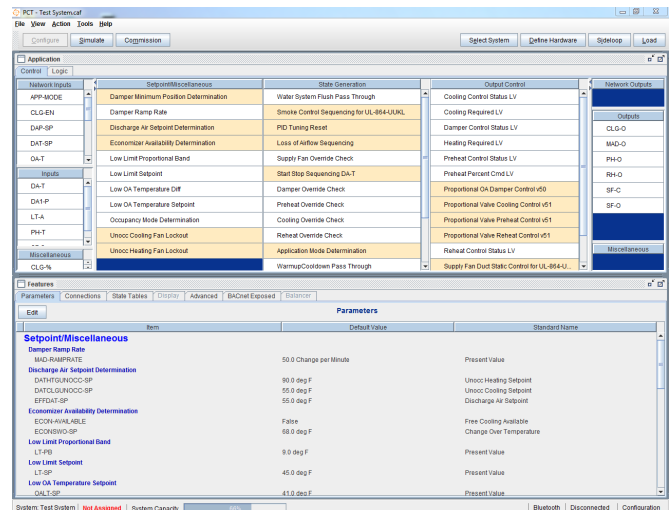 PCT - Test System.caf
File View Action Tools Help
Configure Simulate Commission Select System Define Hardware Sideloop Load
Application
Control Logic
Network Inputs
APP-MODE
CLG-EN
DAP-SP
DAT-SP
OA-T
Inputs
DA-T
DA1-P
LT-A
PH-T
Miscellaneous
CLG-%
Setpoint/Miscellaneous
Damper Minimum Position Determination
Damper Ramp Rate
Discharge Air Setpoint Determination
Economizer Availability Determination
Low Limit Proportional Band
Low Limit Setpoint
Low OA Temperature Diff
Low OA Temperature Setpoint
Occupancy Mode Determination
Unocc Cooling Fan Lockout
Unocc Heating Fan Lockout
State Generation
Water System Flush Pass Through
Smoke Control Sequencing for UL-864-UUKL
PID Tuning Reset
Loss of Airflow Sequencing
Supply Fan Override Check
Start Stop Sequencing DA-T
Damper Override Check
Preheat Override Check
Cooling Override Check
Reheat Override Check
Application Mode Determination
WarmupCooldown Pass Through
Output Control
Cooling Control Status LV
Cooling Required LV
Damper Control Status LV
Heating Required LV
Preheat Control Status LV
Preheat Percent Cmd LV
Proportional OA Damper Control v50
Proportional Valve Cooling Control v51
Proportional Valve Preheat Control v51
Proportional Valve Reheat Control v51
Reheat Control Status LV
Supply Fan Duct Static Control for UL-864-U...
Network Outputs
Outputs
CLG-O
MAD-O
PH-O
RH-O
SF-C
SF-O
Miscellaneous
Features
Parameters Connections State Tables Display Advanced BACnet Exposed Balancer
Edit Parameters
Item Default Value Standard Name
Setpoint/Miscellaneous
Damper Ramp Rate
MAD-RAMPRATE 50.0 Change per Minute Present Value
Discharge Air Setpoint Determination
DATHTGUNOCC-SP 90.0 deg F Unocc Heating Setpoint
DATCLGUNOCC-SP 55.0 deg F Unocc Cooling Setpoint
EFFDAT-SP 55.0 deg F Discharge Air Setpoint
Economizer Availability Determination
ECON-AVAILABLE False Free Cooling Available
ECONSWO-SP 68.0 deg F Change Over Temperature
Low Limit Proportional Band
LT-PB 9.0 deg F Present Value
Low Limit Setpoint
LT-SP 45.0 deg F Present Value
Low OA Temperature Setpoint
OALT-SP 41.0 deg F Present Value
System: Test System Not Assigned System Capacity Bluetooth Disconnected Configuration